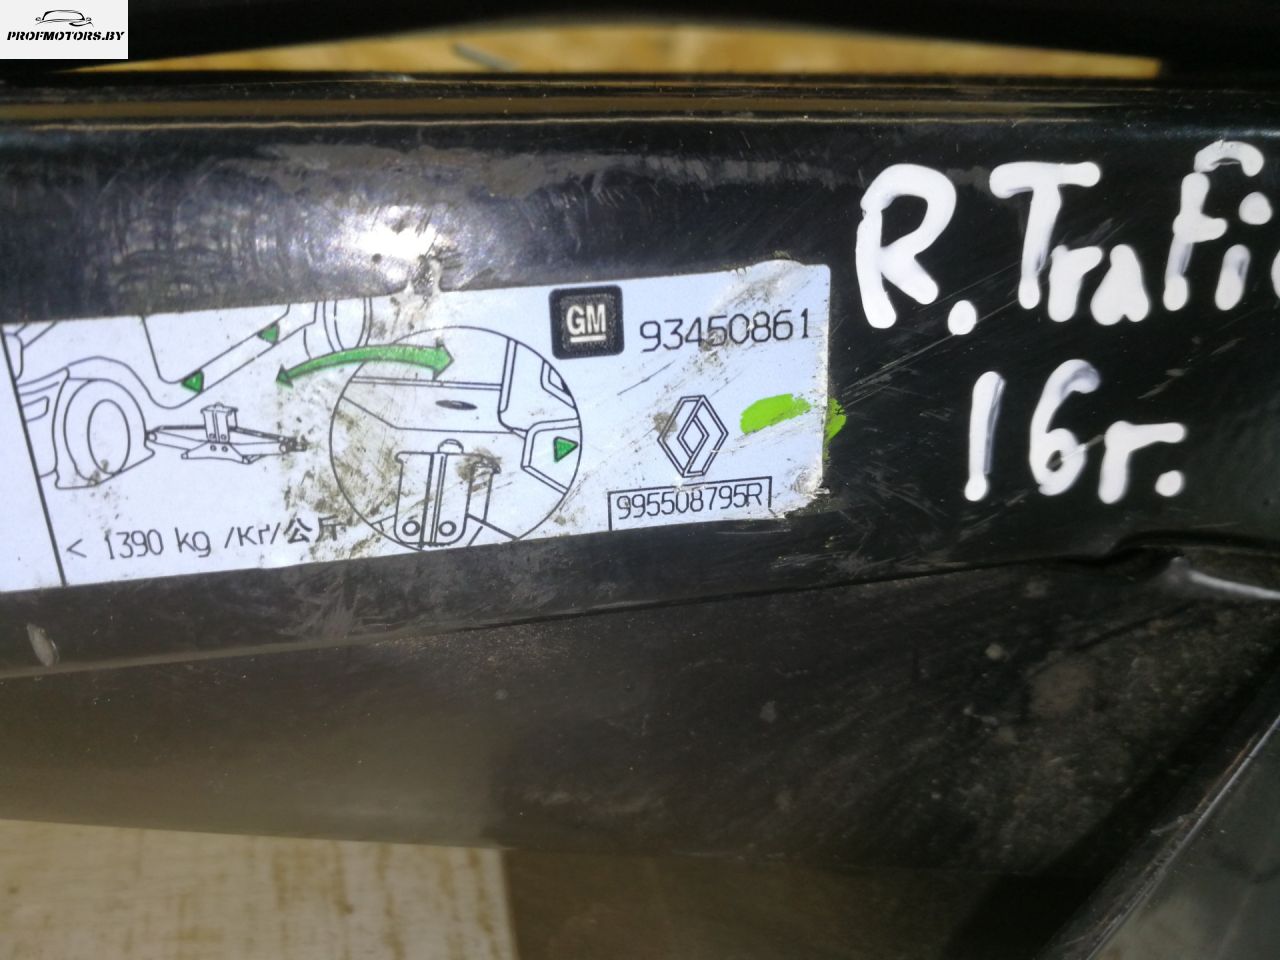 PROFMOTORS.BY
R. Trafic
16г.
GM 93450861
995508795R
< 1390 kg /Кг/公斤